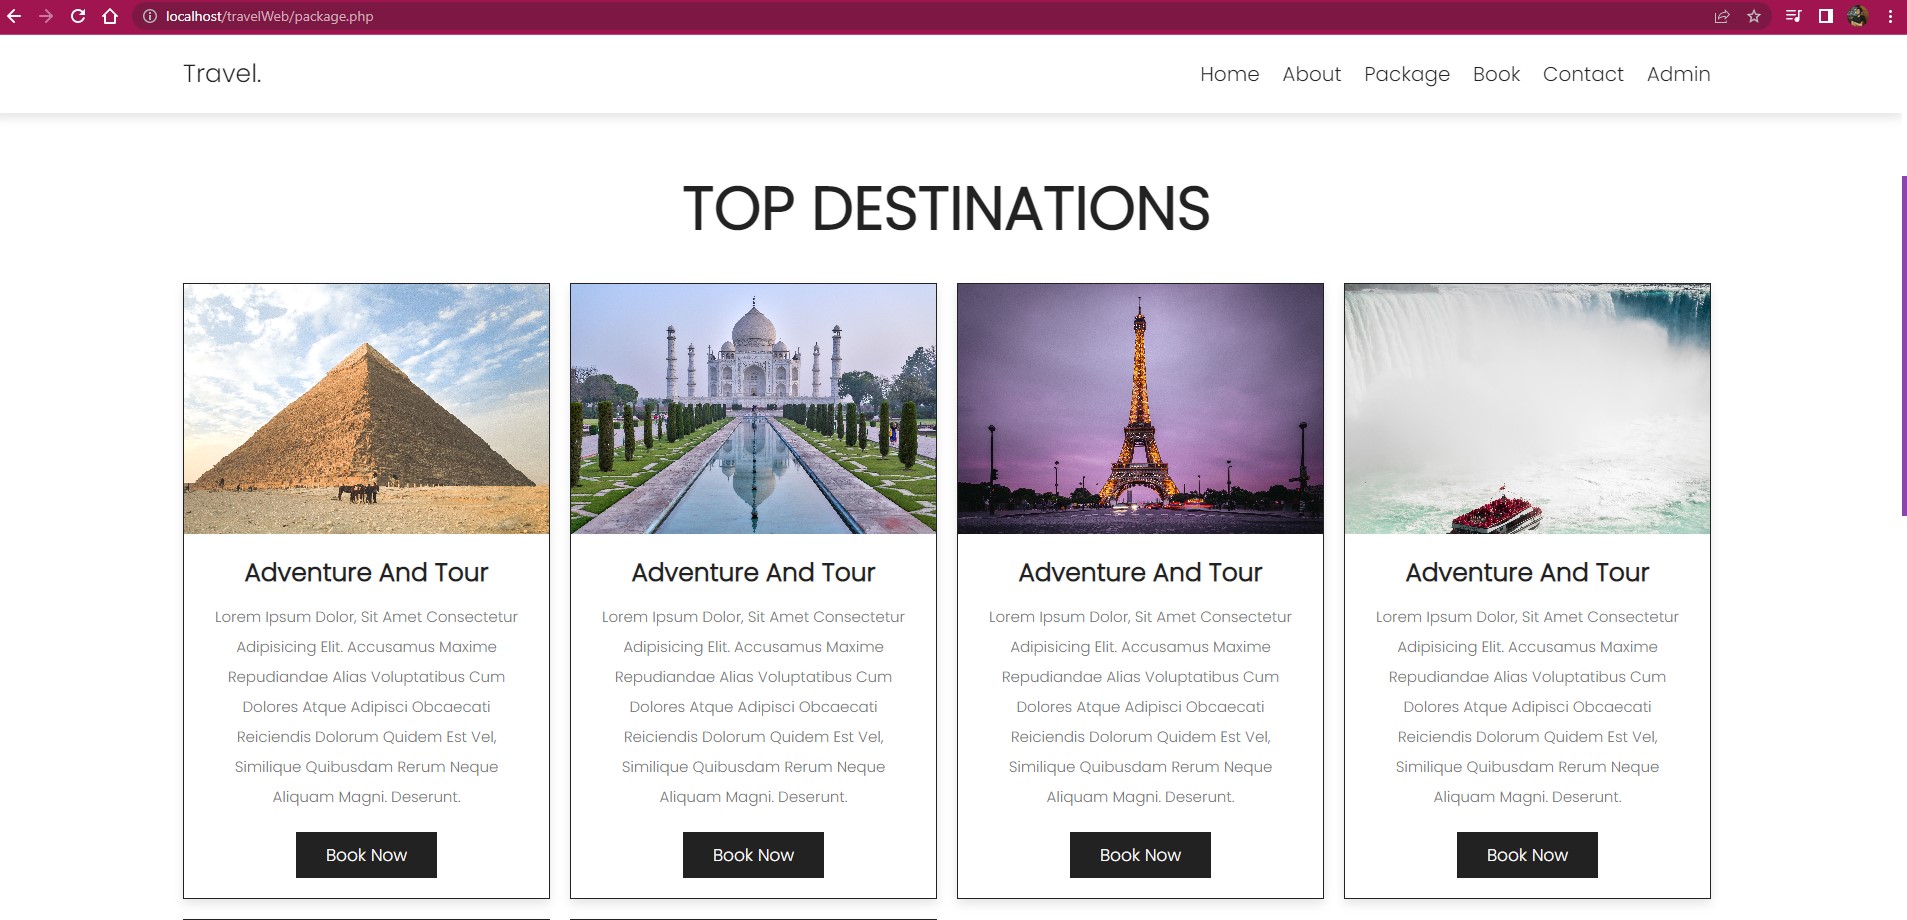 localhost/travelWeb/package.php
Travel.
Home About Package Book Contact Admin
TOP DESTINATIONS
Adventure And Tour
Lorem Ipsum Dolor, Sit Amet Consectetur
Adipisicing Elit. Accusamus Maxime
Repudiandae Alias Voluptatibus Cum
Dolores Atque Adipisci Obcaecati
Reiciendis Dolorum Quidem Est Vel,
Similique Quibusdam Rerum Neque
Aliquam Magni. Deserunt.
Book Now
Adventure And Tour
Lorem Ipsum Dolor, Sit Amet Consectetur
Adipisicing Elit. Accusamus Maxime
Repudiandae Alias Voluptatibus Cum
Dolores Atque Adipisci Obcaecati
Reiciendis Dolorum Quidem Est Vel,
Similique Quibusdam Rerum Neque
Aliquam Magni. Deserunt.
Book Now
Adventure And Tour
Lorem Ipsum Dolor, Sit Amet Consectetur
Adipisicing Elit. Accusamus Maxime
Repudiandae Alias Voluptatibus Cum
Dolores Atque Adipisci Obcaecati
Reiciendis Dolorum Quidem Est Vel,
Similique Quibusdam Rerum Neque
Aliquam Magni. Deserunt.
Book Now
Adventure And Tour
Lorem Ipsum Dolor, Sit Amet Consectetur
Adipisicing Elit. Accusamus Maxime
Repudiandae Alias Voluptatibus Cum
Dolores Atque Adipisci Obcaecati
Reiciendis Dolorum Quidem Est Vel,
Similique Quibusdam Rerum Neque
Aliquam Magni. Deserunt.
Book Now